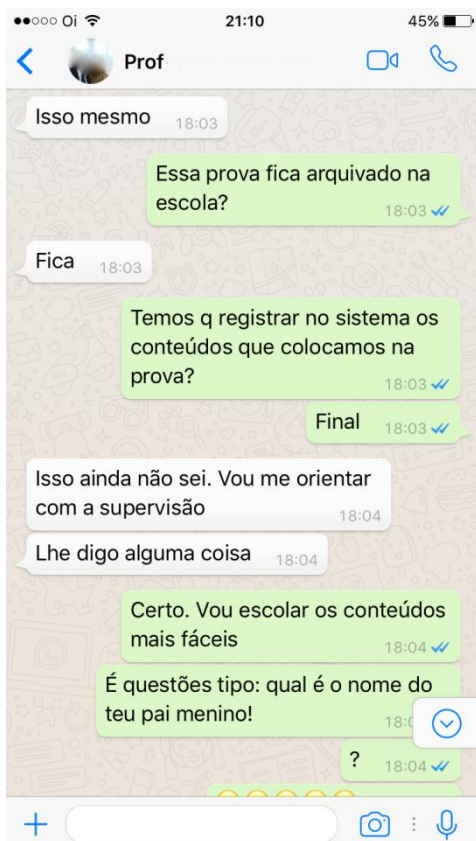 Oi 21:10 45%
Prof
Isso mesmo 18:03
Essa prova fica arquivado na
escola? 18:03
Fica 18:03
Temos q registrar no sistema os
conteúdos que colocamos na
prova? 18:03
Final 18:03
Isso ainda não sei. Vou me orientar
com a supervisão 18:04
Lhe digo alguma coisa 18:04
Certo. Vou escolar os conteúdos
mais fáceis 18:04
É questões tipo: qual é o nome do
teu pai menino!
? 18:04